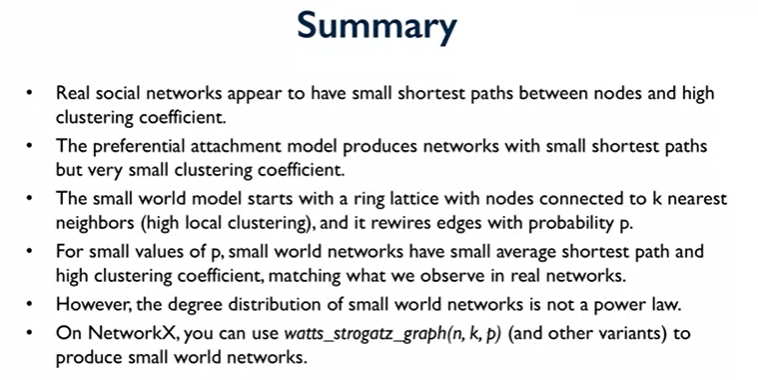 Summary
• Real social networks appear to have small shortest paths between nodes and high
clustering coefficient.
• The preferential attachment model produces networks with small shortest paths
but very small clustering coefficient.
• The small world model starts with a ring lattice with nodes connected to k nearest
neighbors (high local clustering), and it rewires edges with probability p.
• For small values of p, small world networks have small average shortest path and
high clustering coefficient, matching what we observe in real networks.
• However, the degree distribution of small world networks is not a power law.
• On NetworkX, you can use watts_strogatz_graph(n, k, p) (and other variants) to
produce small world networks.